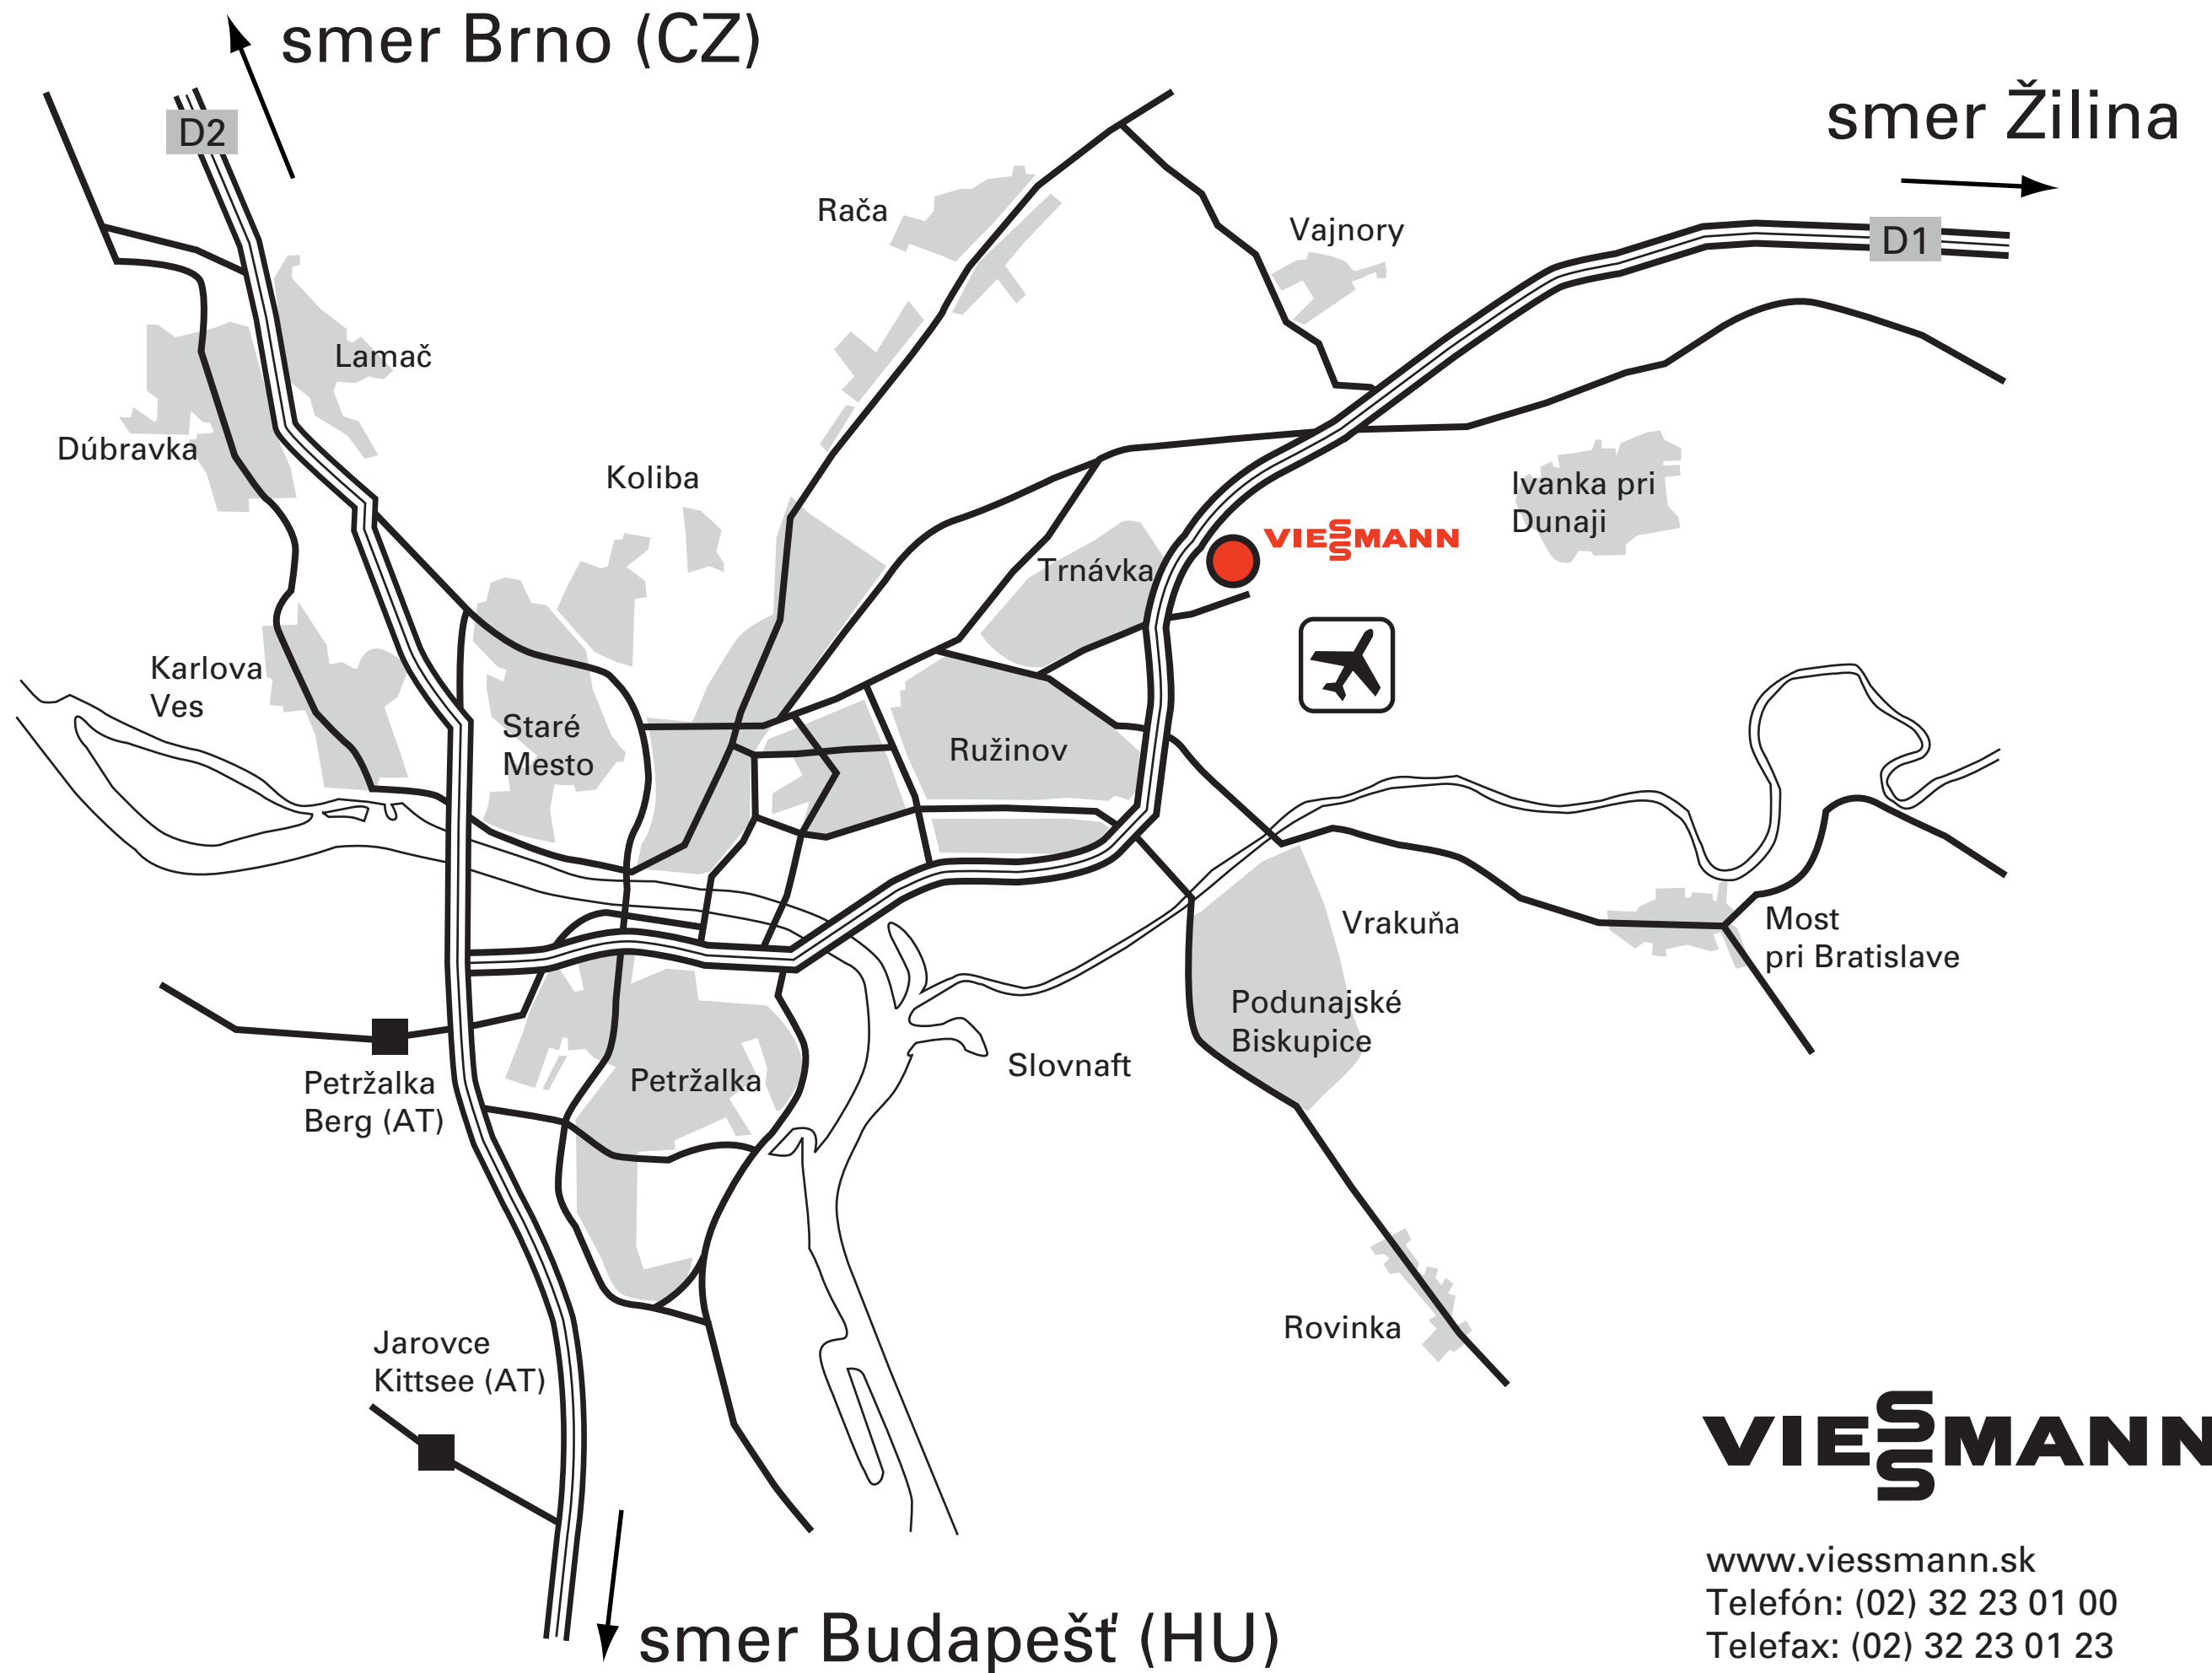 smer Brno (CZ)
smer Žilina
D2
D1
Rača
Vajnory
Lamač
Dúbravka
Koliba
Ivanka pri
Dunaji
VIESSMANN
Trnávka
Karlova
Ves
Staré
Mesto
Ružinov
Vrakuňa
Most
pri Bratislave
Podunajské
Biskupice
Slovnaft
Petržalka
Petržalka
Berg (AT)
Rovinka
Jarovce
Kittsee (AT)
VIESSMANN
www.viessmann.sk
Telefón: (02) 32 23 01 00
Telefax: (02) 32 23 01 23
smer Budapešť (HU)